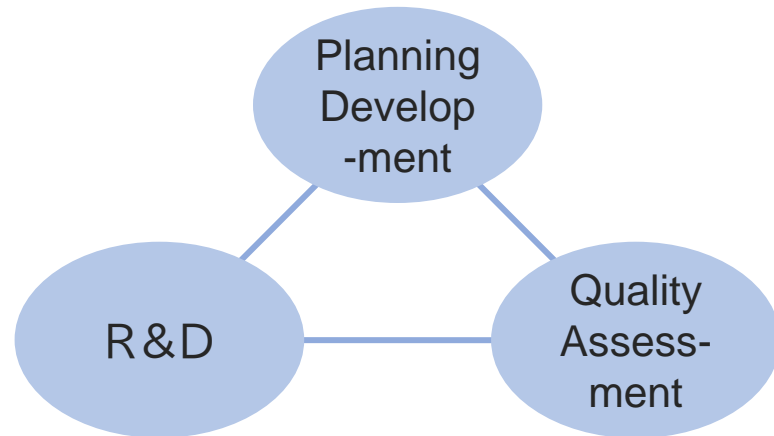 Planning
Develop
-ment
R&D
Quality
Assess-
ment